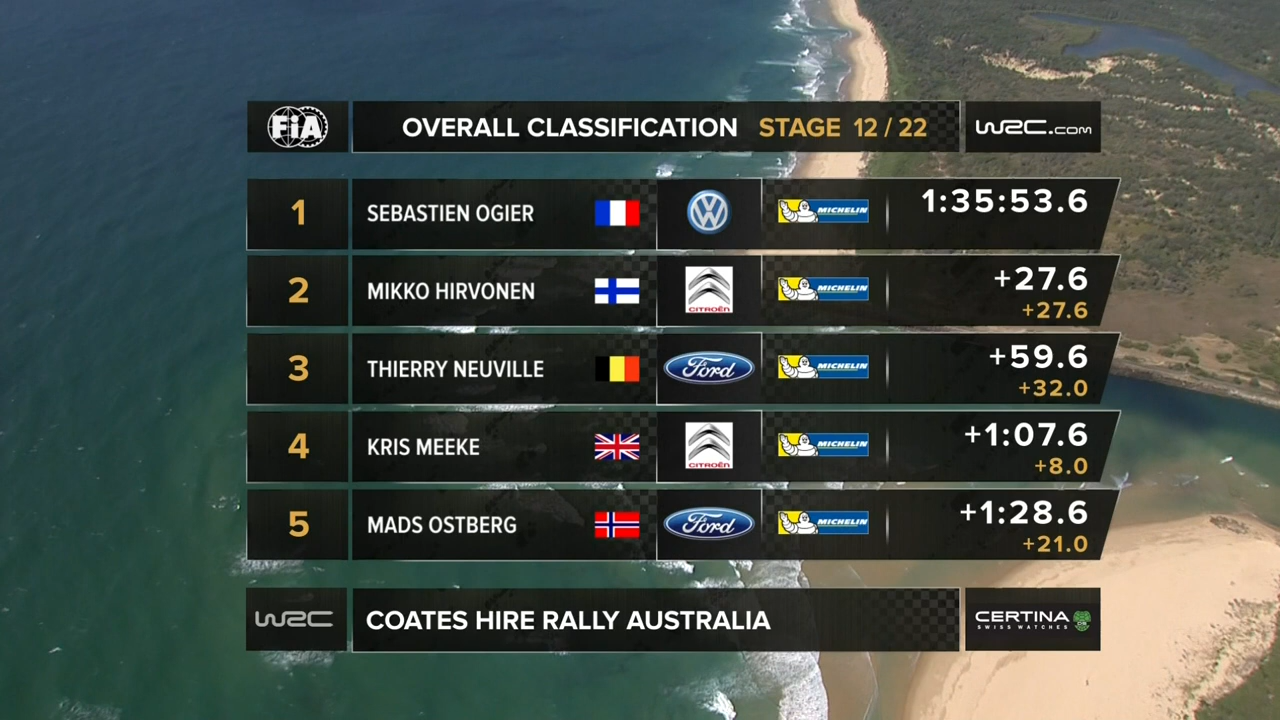 FIA OVERALL CLASSIFICATION STAGE 12 / 22 WRC.COM
1 SEBASTIEN OGIER MICHELIN 1:35:53.6
2 MIKKO HIRVONEN CITROËN MICHELIN +27.6
+27.6
3 THIERRY NEUVILLE Ford MICHELIN +59.6
+32.0
4 KRIS MEEKE CITROËN MICHELIN +1:07.6
+8.0
5 MADS OSTBERG Ford MICHELIN +1:28.6
+21.0
WRC COATES HIRE RALLY AUSTRALIA CERTINA
SWISS WATCHES